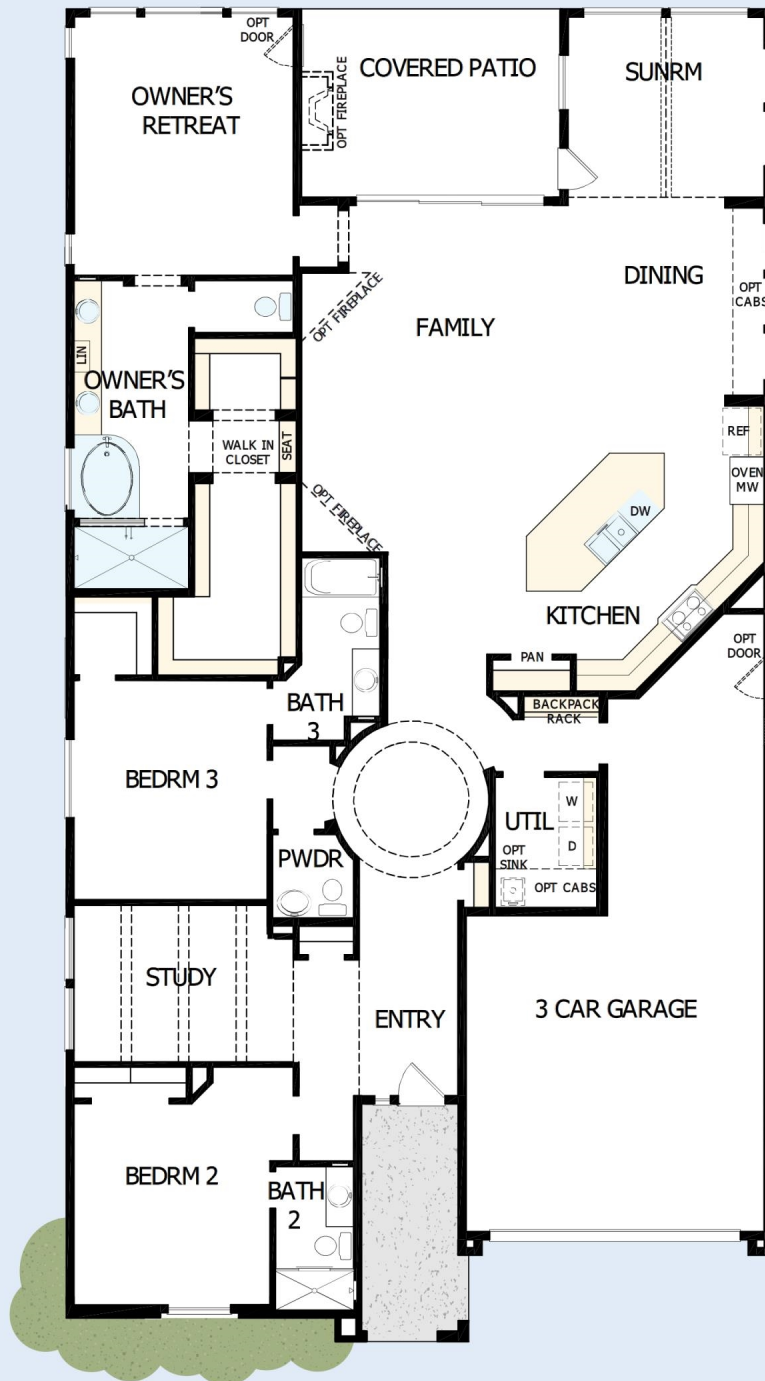 OPT
DOOR
OWNER'S
RETREAT
OPT FIREPLACE
COVERED PATIO
SUNRM
DINING
OPT
CABS
OPT FIREPLACE
FAMILY
LIN
OWNER'S
BATH
WALK IN
CLOSET
SEAT
REF
OVEN
MW
OPT FIREPLACE
DW
KITCHEN
OPT
DOOR
PAN
BACKPACK
RACK
BATH
3
BEDRM 3
W
UTIL
D
OPT
SINK
OPT CABS
PWDR
STUDY
ENTRY
3 CAR GARAGE
BEDRM 2
BATH
2